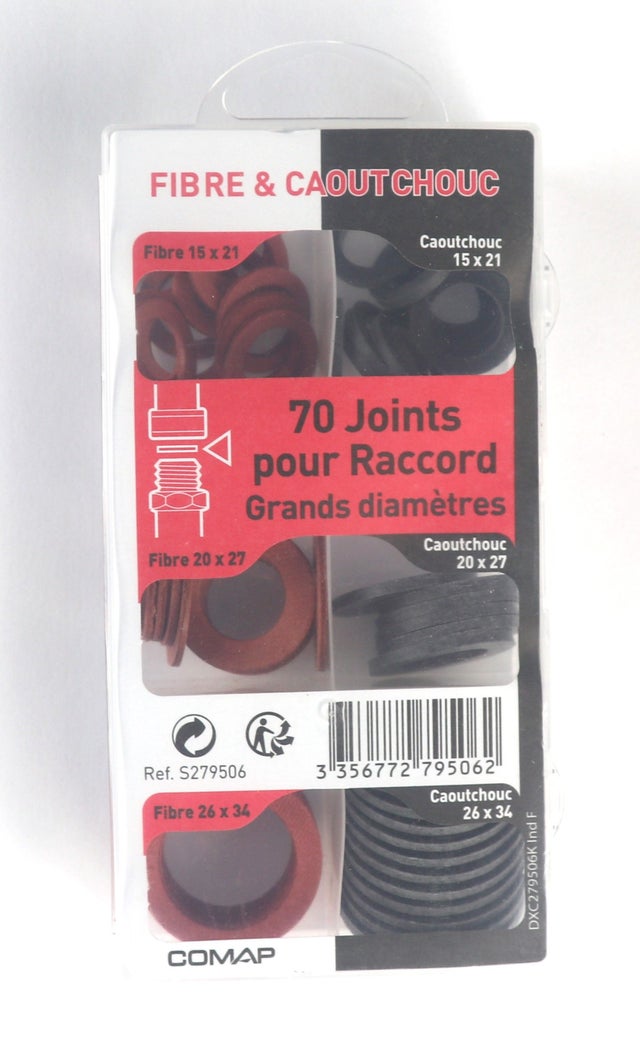 FIBRE & CAOUTCHOUC
Fibre 15 x 21
Caoutchouc
15 x 21
70 Joints
pour Raccord
Grands diamètres
Fibre 20 x 27
Caoutchouc
20 x 27
Ref. S279506
3 356772 795062
Fibre 26 x 34
Caoutchouc
26 x 34
DXC279506K Ind F
COMAP